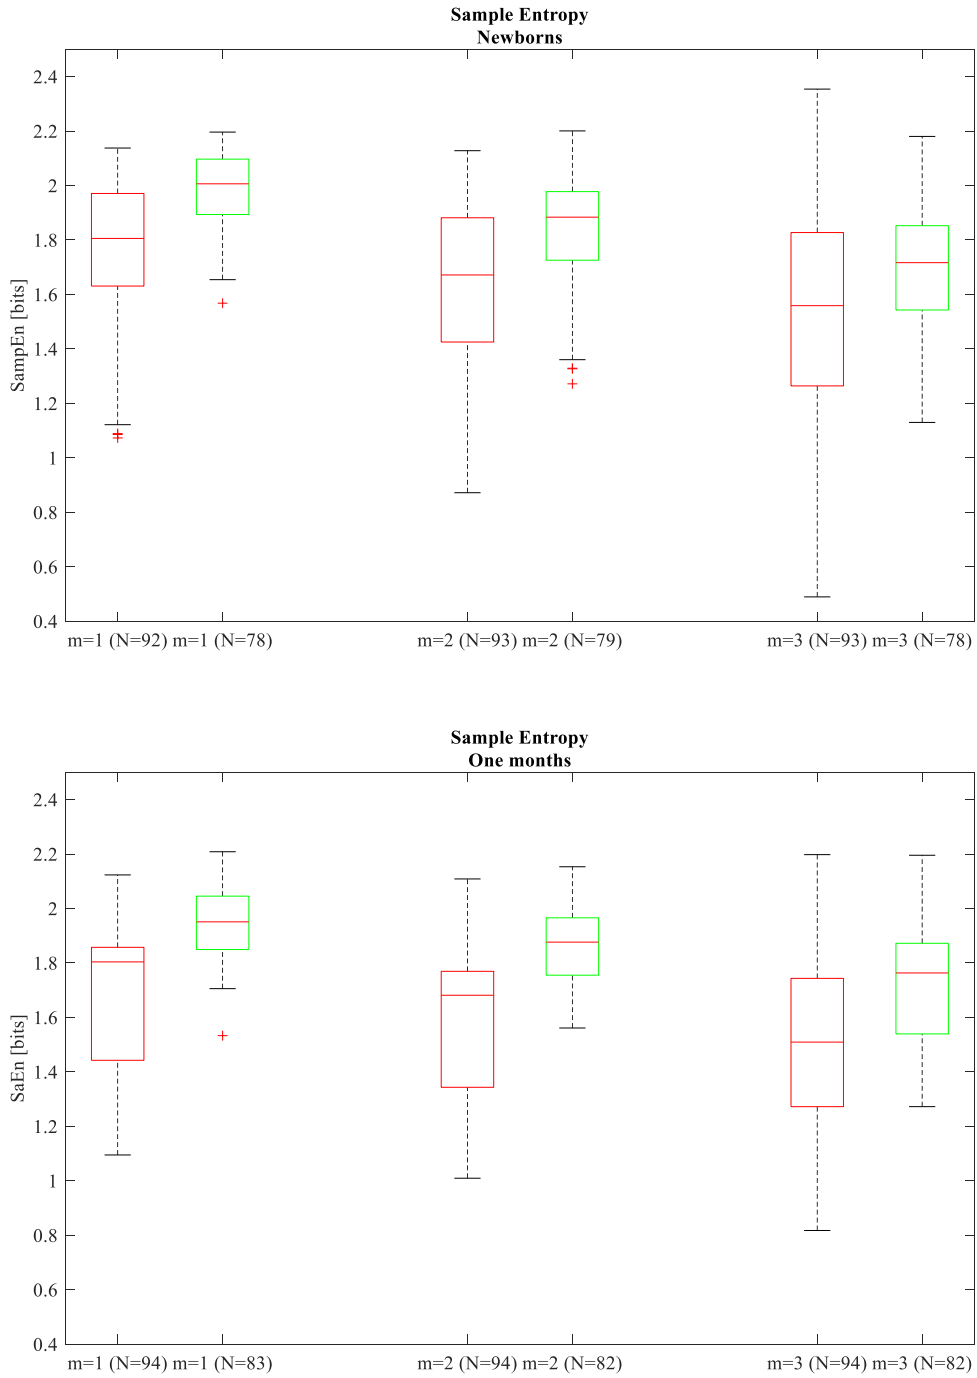 Sample Entropy
Newborns
2.4
2.2
2
1.8
1.6
1.4
1.2
1
0.8
0.6
0.4
SampEn [bits]
m=1 (N=92) m=1 (N=78) m=2 (N=93) m=2 (N=79) m=3 (N=93) m=3 (N=78)
Sample Entropy
One months
2.4
2.2
2
1.8
1.6
1.4
1.2
1
0.8
0.6
0.4
SaEn [bits]
m=1 (N=94) m=1 (N=83) m=2 (N=94) m=2 (N=82) m=3 (N=94) m=3 (N=82)